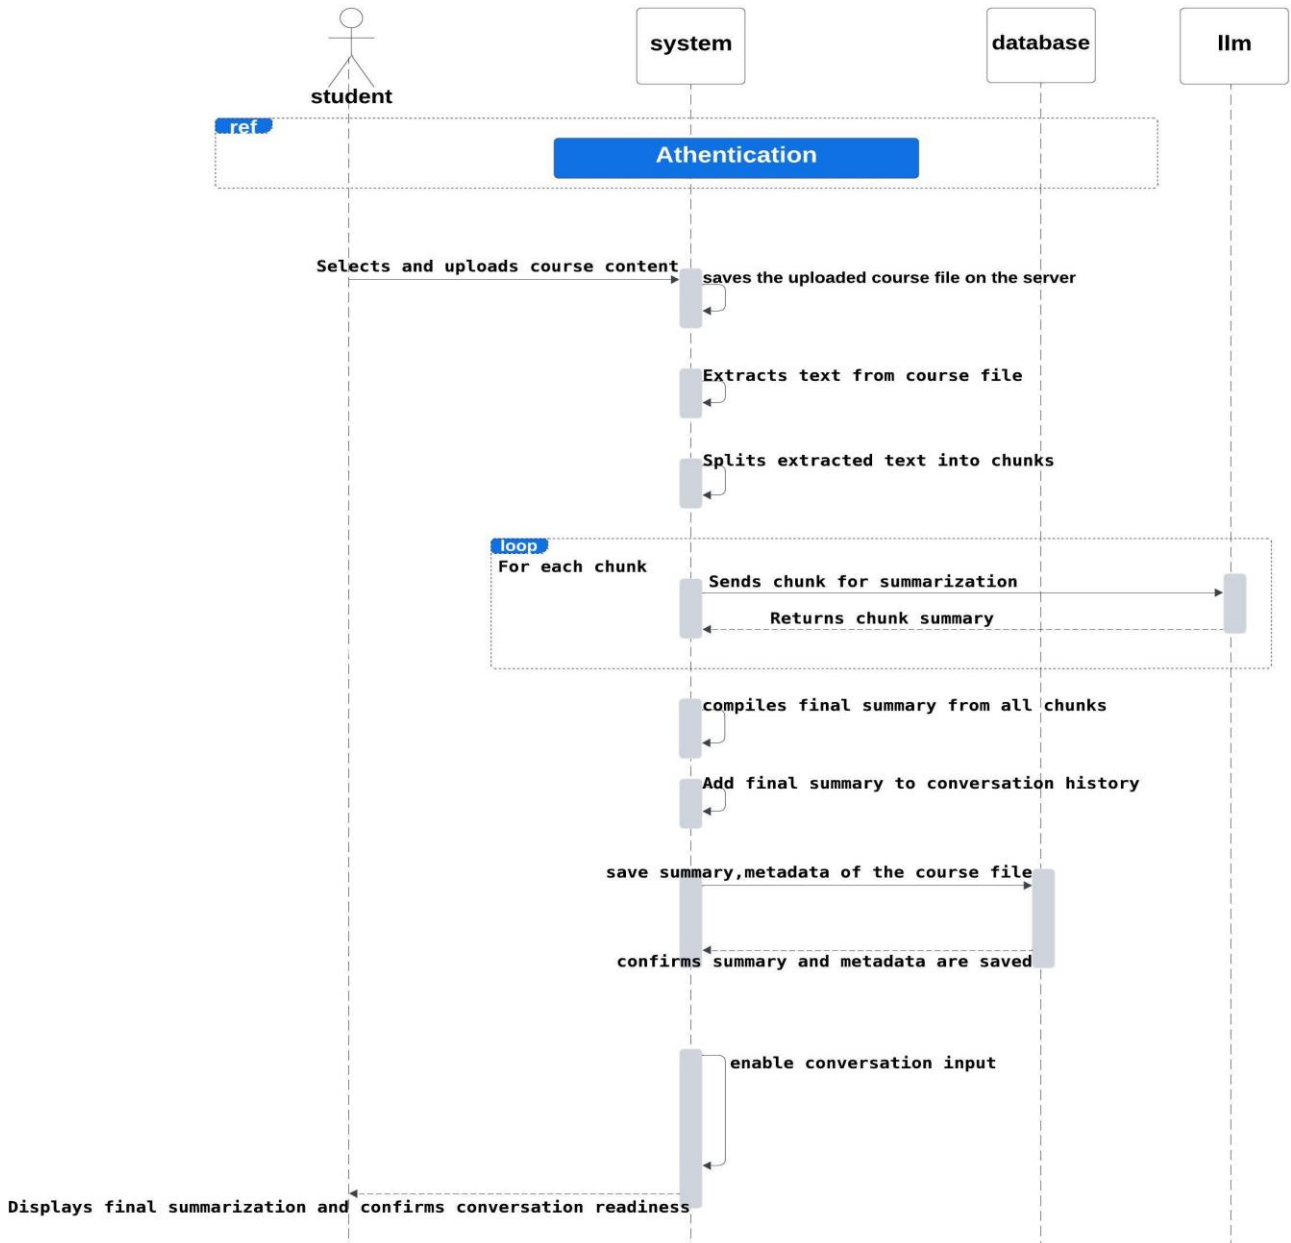 system
database
llm
student
ref
Athentication
Selects and uploads course content
saves the uploaded course file on the server
Extracts text from course file
Splits extracted text into chunks
loop
For each chunk
Sends chunk for summarization
Returns chunk summary
compiles final summary from all chunks
Add final summary to conversation history
save summary,metadata of the course file
confirms summary and metadata are saved
enable conversation input
Displays final summarization and confirms conversation readiness